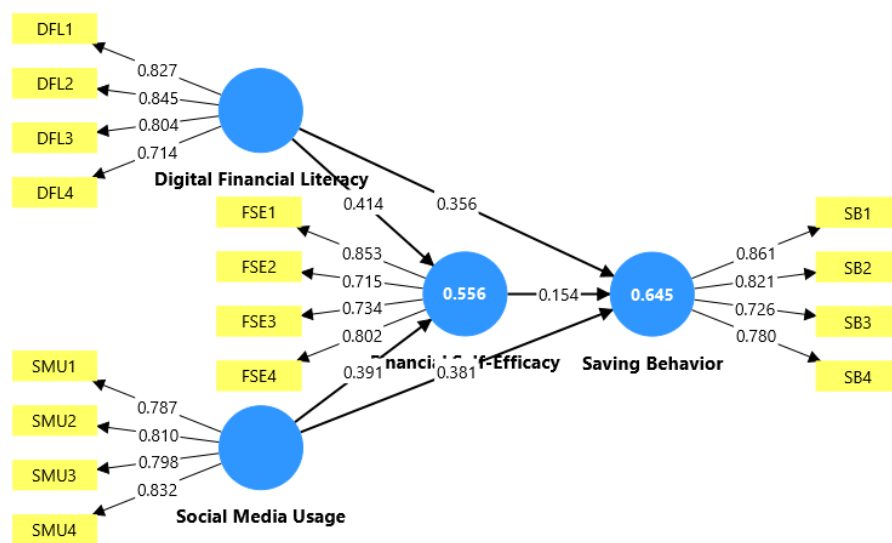 DFL1
0.827
DFL2
0.845
DFL3
0.804
DFL4
0.714
Digital Financial Literacy
0.414
0.356
FSE1
0.853
FSE2
0.715
FSE3
0.734
FSE4
0.802
0.556
0.154
0.645
SB1
0.861
SB2
0.821
SB3
0.726
SB4
0.780
Saving Behavior
0.391
0.381
SMU1
0.787
SMU2
0.810
SMU3
0.798
SMU4
0.832
Social Media Usage